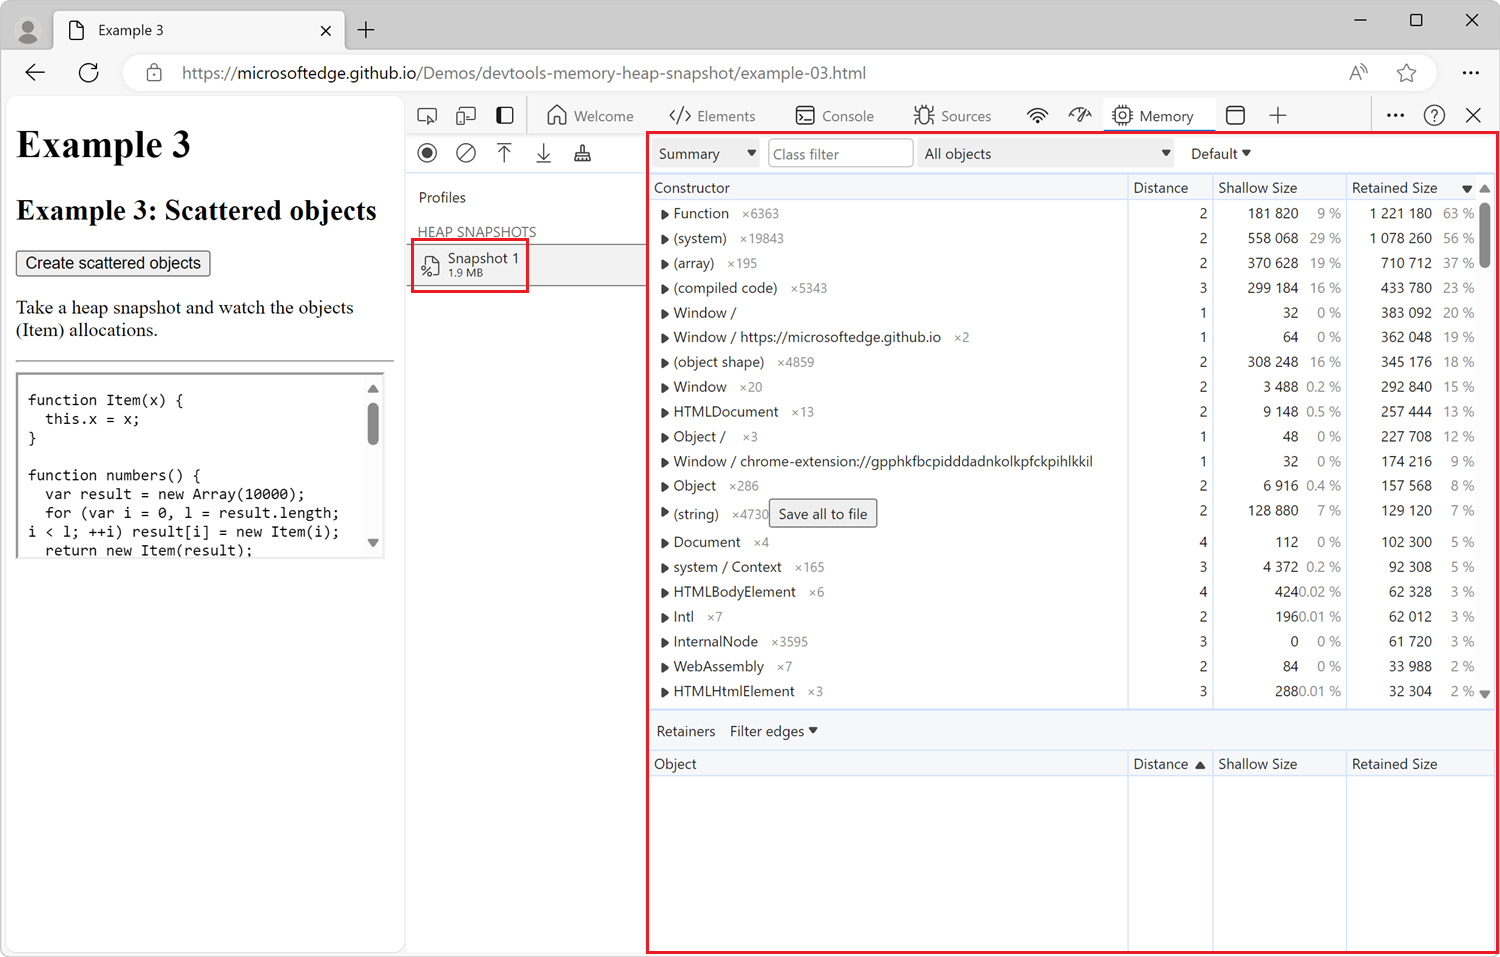 Example 3
https://microsoftedge.github.io/Demos/devtools-memory-heap-snapshot/example-03.html
Example 3
Example 3: Scattered objects
Create scattered objects
Take a heap snapshot and watch the objects
(Item) allocations.
function Item(x) {
this.x = x;
}
function numbers() {
var result = new Array(10000);
for (var i = 0, l = result.length;
i < l; ++i) result[i] = new Item(i);
return new Item(result);
Welcome Elements Console Sources Memory
Profiles
HEAP SNAPSHOTS
Snapshot 1
1.9 MB
Summary Class filter All objects Default
Constructor Distance Shallow Size Retained Size
Function ×6363 2 181 820 9 % 1 221 180 63 %
(system) ×19843 2 558 068 29 % 1 078 260 56 %
(array) ×195 2 370 628 19 % 710 712 37 %
(compiled code) ×5343 3 299 184 16 % 433 780 23 %
Window / 1 32 0 % 383 092 20 %
Window / https://microsoftedge.github.io ×2 1 64 0 % 362 048 19 %
(object shape) ×4859 2 308 248 16 % 345 176 18 %
Window ×20 2 3 488 0.2 % 292 840 15 %
HTMLDocument ×13 2 9 148 0.5 % 257 444 13 %
Object / ×3 1 48 0 % 227 708 12 %
Window / chrome-extension://gpphkfbcpidddadnkolkpfckpihlkkil 1 32 0 % 174 216 9 %
Object ×286 2 6 916 0.4 % 157 568 8 %
(string) ×4730 Save all to file 2 128 880 7 % 129 120 7 %
Document ×4 4 112 0 % 102 300 5 %
system / Context ×165 3 4 372 0.2 % 92 308 5 %
HTMLBodyElement ×6 4 424 0.02 % 62 328 3 %
Intl ×7 2 196 0.01 % 62 012 3 %
InternalNode ×3595 3 0 0 % 61 720 3 %
WebAssembly ×7 2 84 0 % 33 988 2 %
HTMLHtmlElement ×3 3 288 0.01 % 32 304 2 %
Retainers Filter edges
Object Distance Shallow Size Retained Size